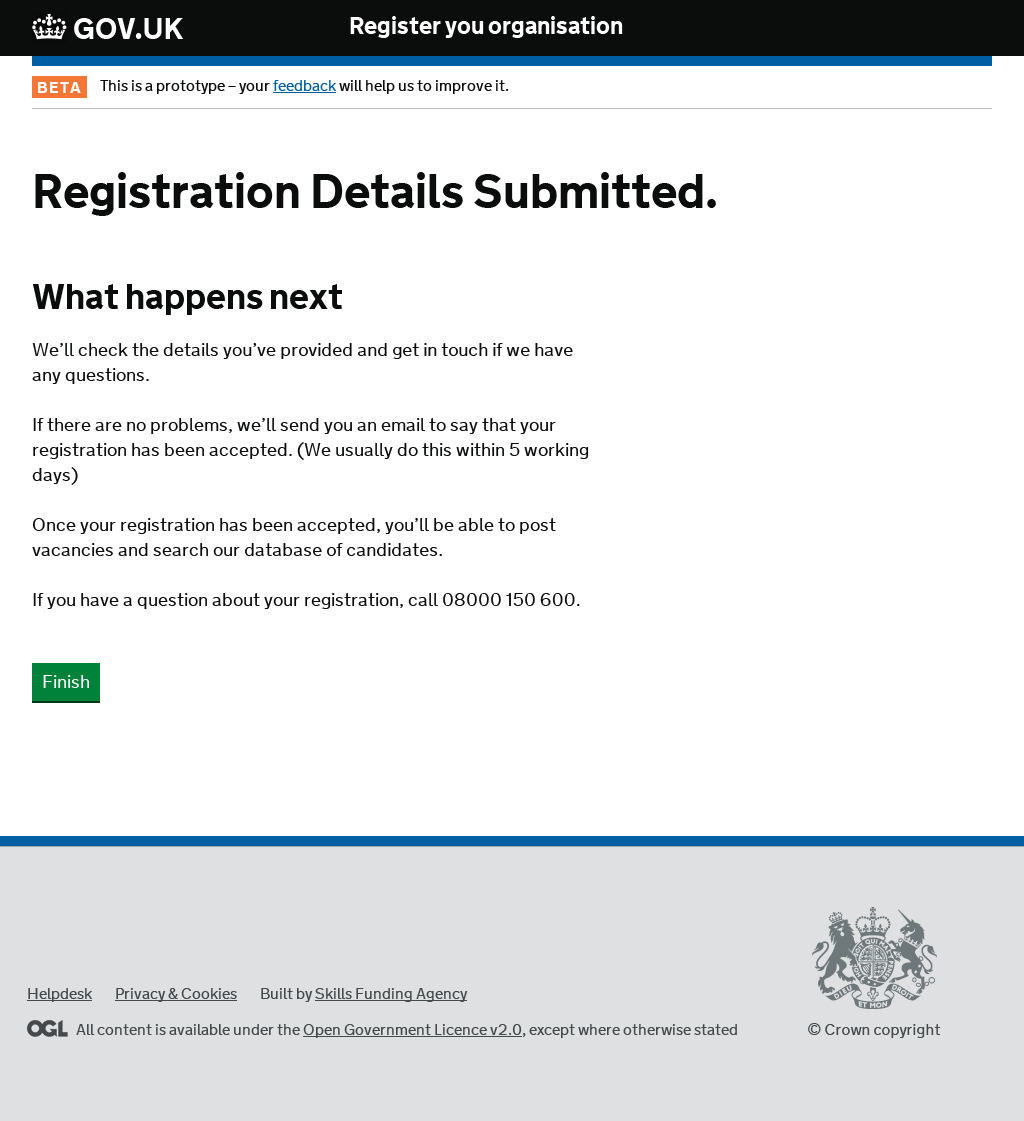 GOV.UK
Register you organisation
BETA
This is a prototype – your feedback will help us to improve it.
Registration Details Submitted.
What happens next
We’ll check the details you’ve provided and get in touch if we have
any questions.
If there are no problems, we’ll send you an email to say that your
registration has been accepted. (We usually do this within 5 working
days)
Once your registration has been accepted, you’ll be able to post
vacancies and search our database of candidates.
If you have a question about your registration, call 08000 150 600.
Finish
Helpdesk Privacy & Cookies Built by Skills Funding Agency
OGL All content is available under the Open Government Licence v2.0, except where otherwise stated
DIEU ET MON DROIT
© Crown copyright